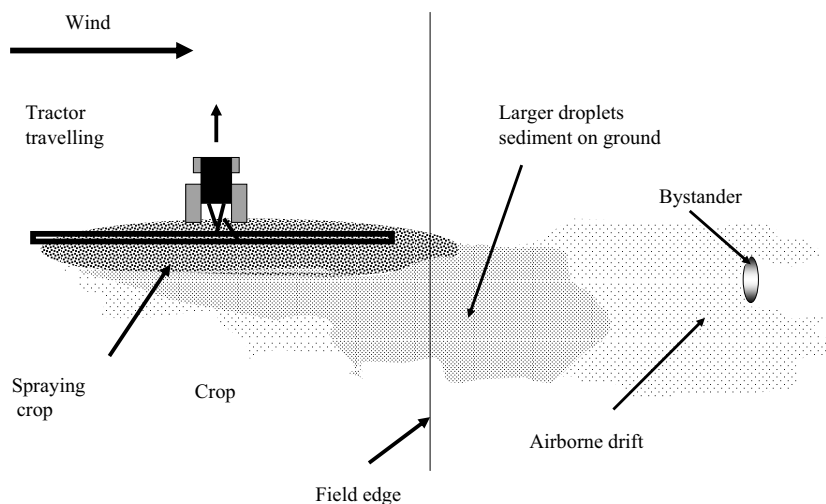 Wind
Tractor
travelling
Larger droplets
sediment on ground
Bystander
Spraying
crop
Crop
Airborne drift
Field edge